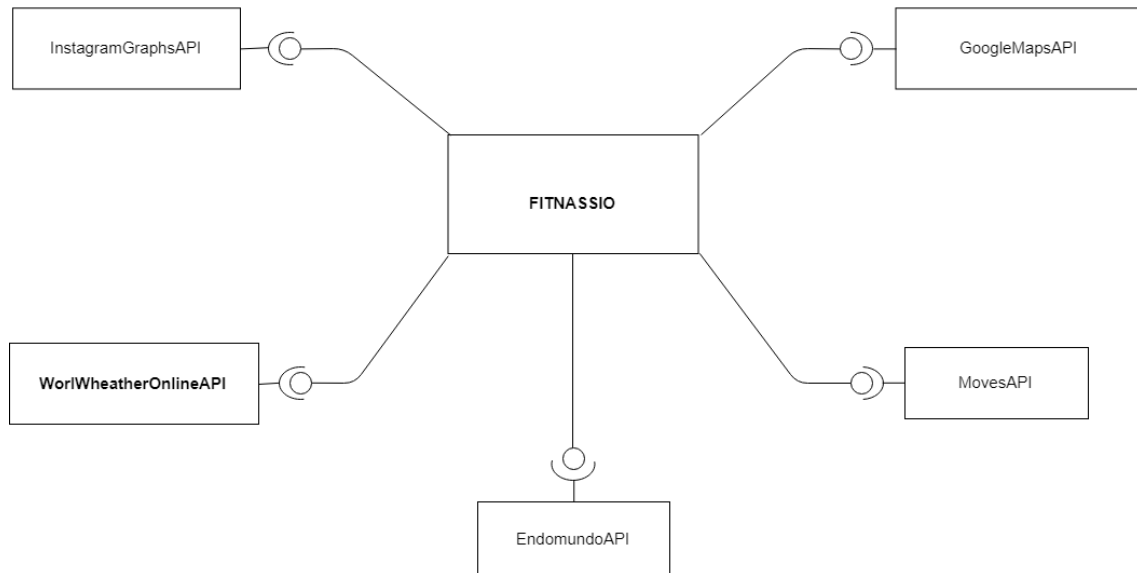 InstagramGraphsAPI
GoogleMapsAPI
FITNASSIO
WorlWheatherOnlineAPI
MovesAPI
EndomundoAPI